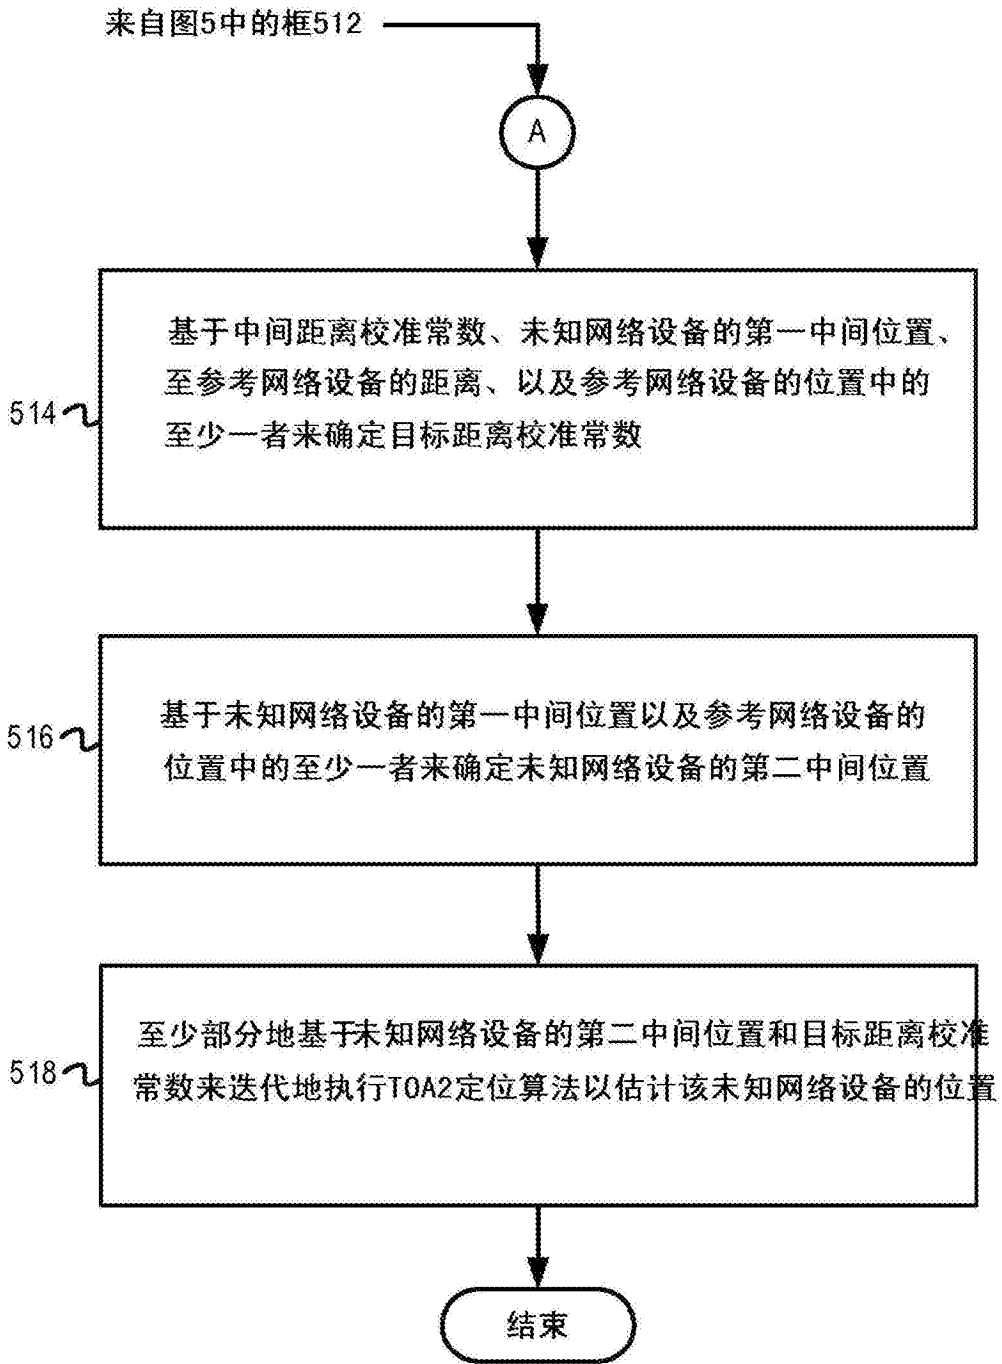 来自图5中的框512
A
基于中间距离校准常数、未知网络设备的第一中间位置、
至参考网络设备的距离、以及参考网络设备的位置中的
至少一者来确定目标距离校准常数
514
基于未知网络设备的第一中间位置以及参考网络设备的
位置中的至少一者来确定未知网络设备的第二中间位置
516
至少部分地基于未知网络设备的第二中间位置和目标距离校准
常数来迭代地执行TOA2定位算法以估计该未知网络设备的位置
518
结束